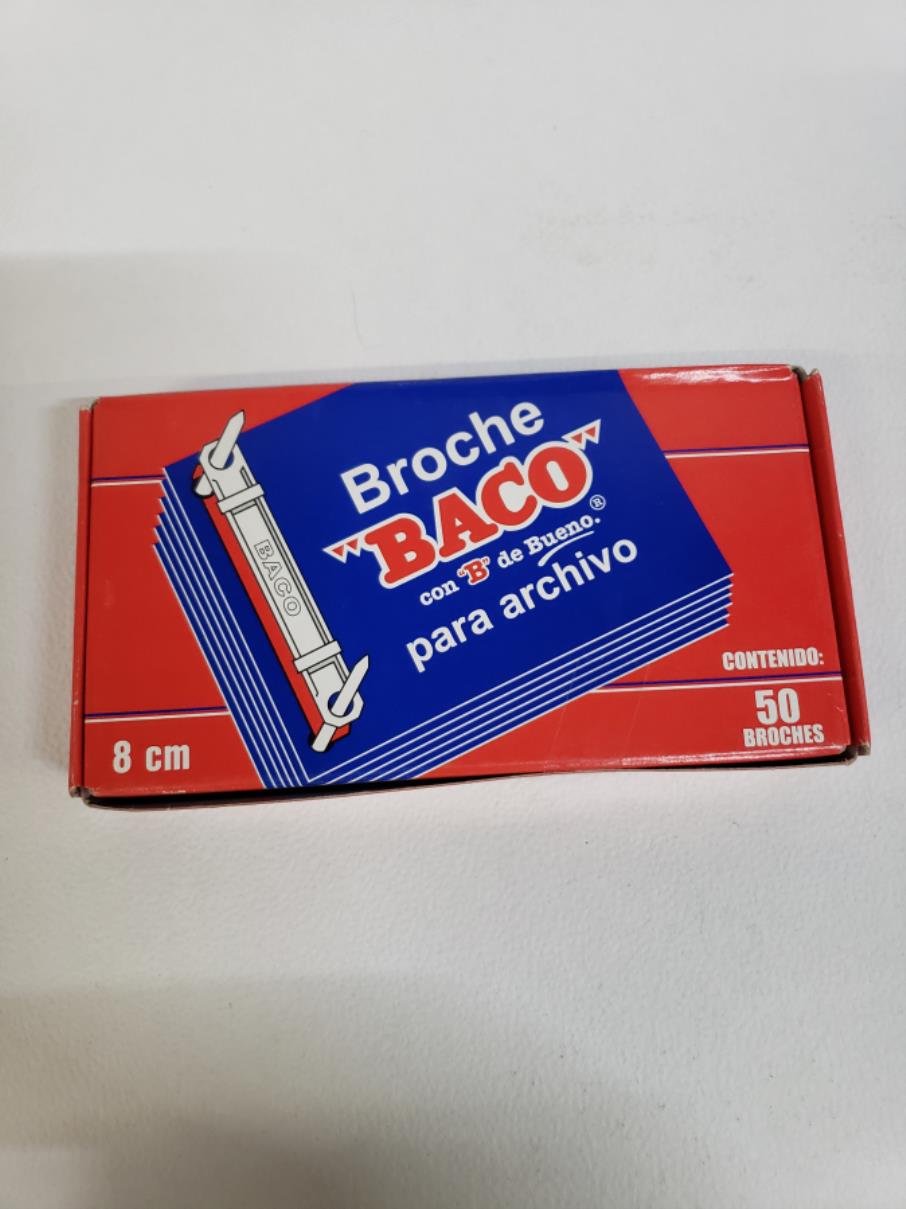 Broche
"BACO"
con "B" de Bueno.®
para archivo
BACO
CONTENIDO:
50
BROCHES
8 cm